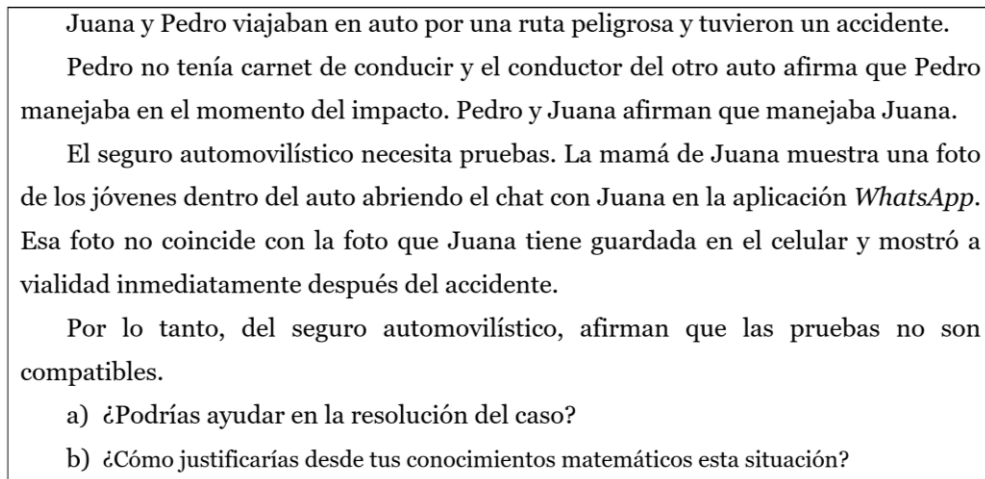 Juana y Pedro viajaban en auto por una ruta peligrosa y tuvieron un accidente.
Pedro no tenía carnet de conducir y el conductor del otro auto afirma que Pedro
manejaba en el momento del impacto. Pedro y Juana afirman que manejaba Juana.
El seguro automovilístico necesita pruebas. La mamá de Juana muestra una foto
de los jóvenes dentro del auto abriendo el chat con Juana en la aplicación WhatsApp.
Esa foto no coincide con la foto que Juana tiene guardada en el celular y mostró a
vialidad inmediatamente después del accidente.
Por lo tanto, del seguro automovilístico, afirman que las pruebas no son
compatibles.
a) ¿Podrías ayudar en la resolución del caso?
b) ¿Cómo justificarías desde tus conocimientos matemáticos esta situación?